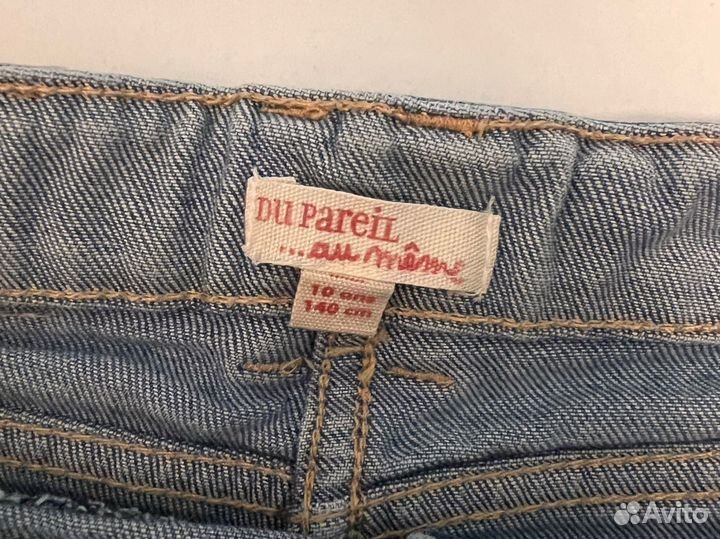 DU PareiL
...au même
10 ans
140 cm
Avito